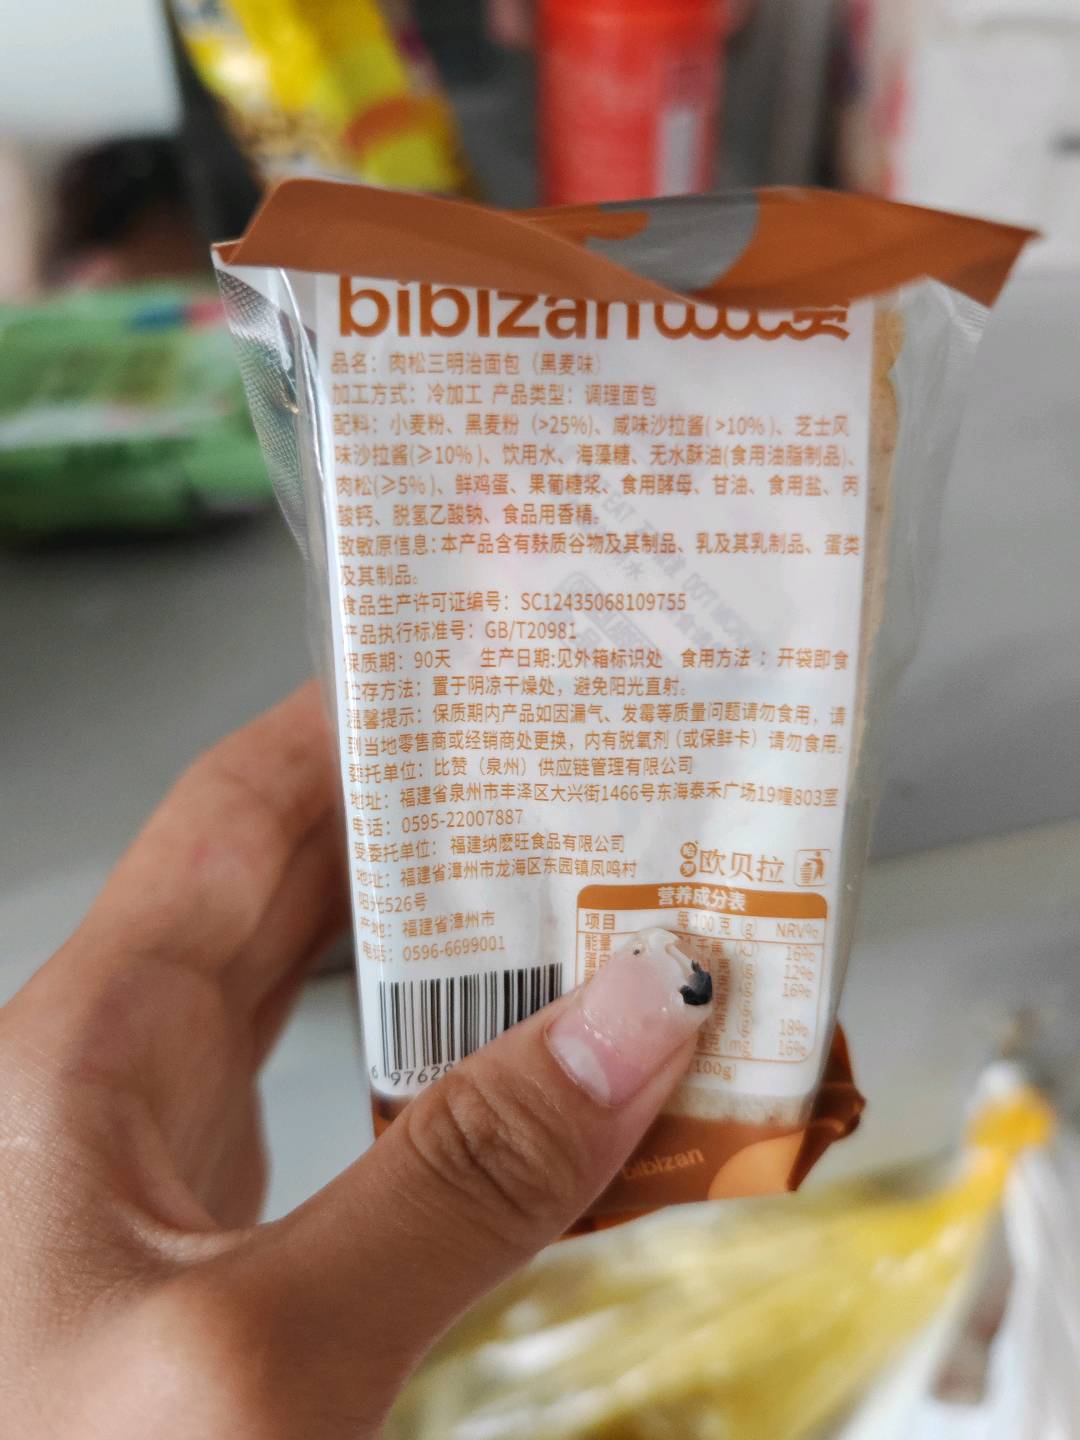 bibizan
品名：肉松三明治面包（黑麦味）
加工方式：冷加工 产品类型：调理面包
配料：小麦粉、黑麦粉（>25%)、咸味沙拉酱(>10%)、芝士风
味沙拉酱(≥10%)、饮用水、海藻糖、无水酥油(食用油脂制品)、
肉松(≥5%)、鲜鸡蛋、果葡糖浆、食用酵母、甘油、食用盐、丙
酸钙、脱氢乙酸钠、食品用香精。
致敏原信息：本产品含有麸质谷物及其制品、乳及其乳制品、蛋类
及其制品。
食品生产许可证编号：SC12435068109755
产品执行标准号：GB/T20981
保质期：90天 生产日期:见外箱标识处 食用方法：开袋即食
贮存方法：置于阴凉干燥处，避免阳光直射。
温馨提示：保质期内产品如因漏气、发霉等质量问题请勿食用，请
到当地零售商或经销商处更换，内有脱氧剂（或保鲜卡）请勿食用。
委托单位：比赞（泉州）供应链管理有限公司
地址：福建省泉州市丰泽区大兴街1466号东海泰禾广场19幢803室
电话：0595-22007887
受委托单位：福建纳麽旺食品有限公司
地址：福建省漳州市龙海区东园镇凤鸣村
阳光526号
产地：福建省漳州市
电话：0596-6699001
欧贝拉
营养成分表
项目 每100克(g) NRV%
能量 千焦(kJ) 16%
蛋白 (g) 12%
16%
(g) 18%
(mg) 16%
100g)
6 9762
bibizan